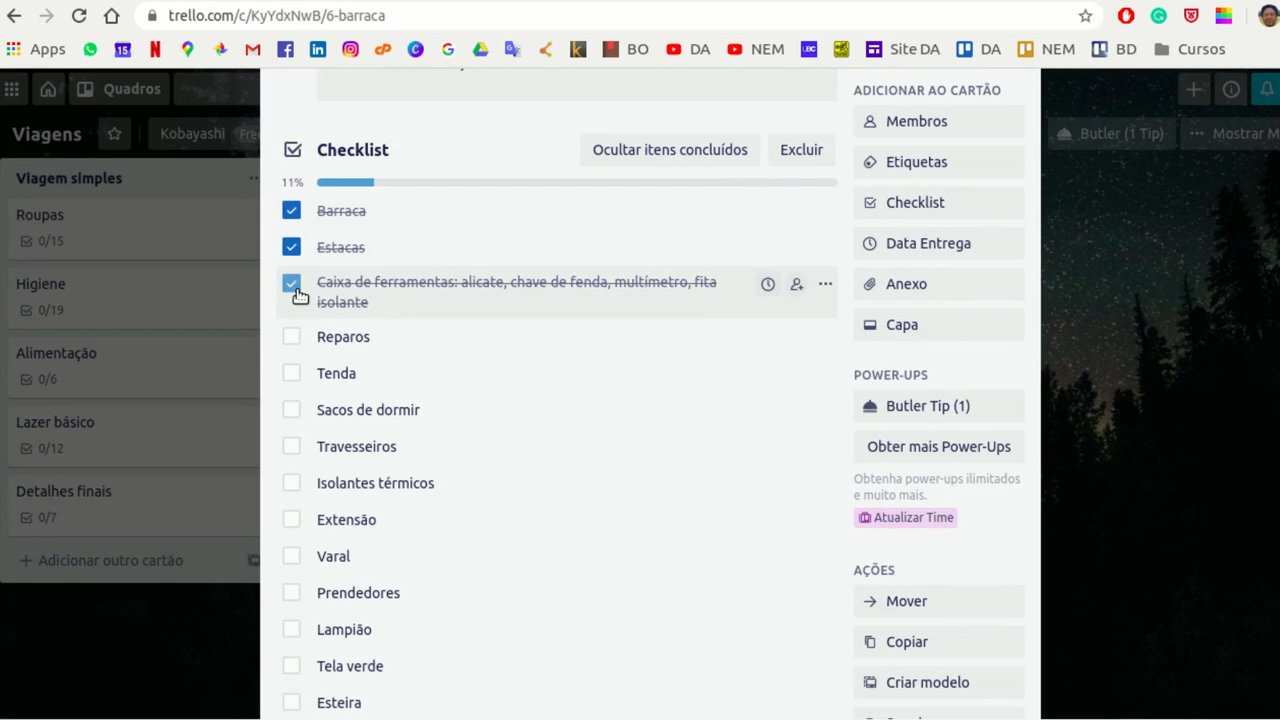 trello.com/c/KyYdxNwB/6-barraca
Apps
15
BO
DA
NEM
Site DA
DA
NEM
BD
Cursos
Quadros
Viagens
Kobayashi
Butler (1 Tip)
Mostrar M
Viagem simples
Roupas
0/15
Higiene
0/19
Alimentação
0/6
Lazer básico
0/12
Detalhes finais
0/7
Adicionar outro cartão
Checklist
Ocultar itens concluídos
Excluir
11%
Barraca
Estacas
Caixa de ferramentas: alicate, chave de fenda, multímetro, fita
isolante
Reparos
Tenda
Sacos de dormir
Travesseiros
Isolantes térmicos
Extensão
Varal
Prendedores
Lampião
Tela verde
Esteira
ADICIONAR AO CARTÃO
Membros
Etiquetas
Checklist
Data Entrega
Anexo
Capa
POWER-UPS
Butler Tip (1)
Obter mais Power-Ups
Obtenha power-ups ilimitados
e muito mais.
Atualizar Time
AÇÕES
Mover
Copiar
Criar modelo